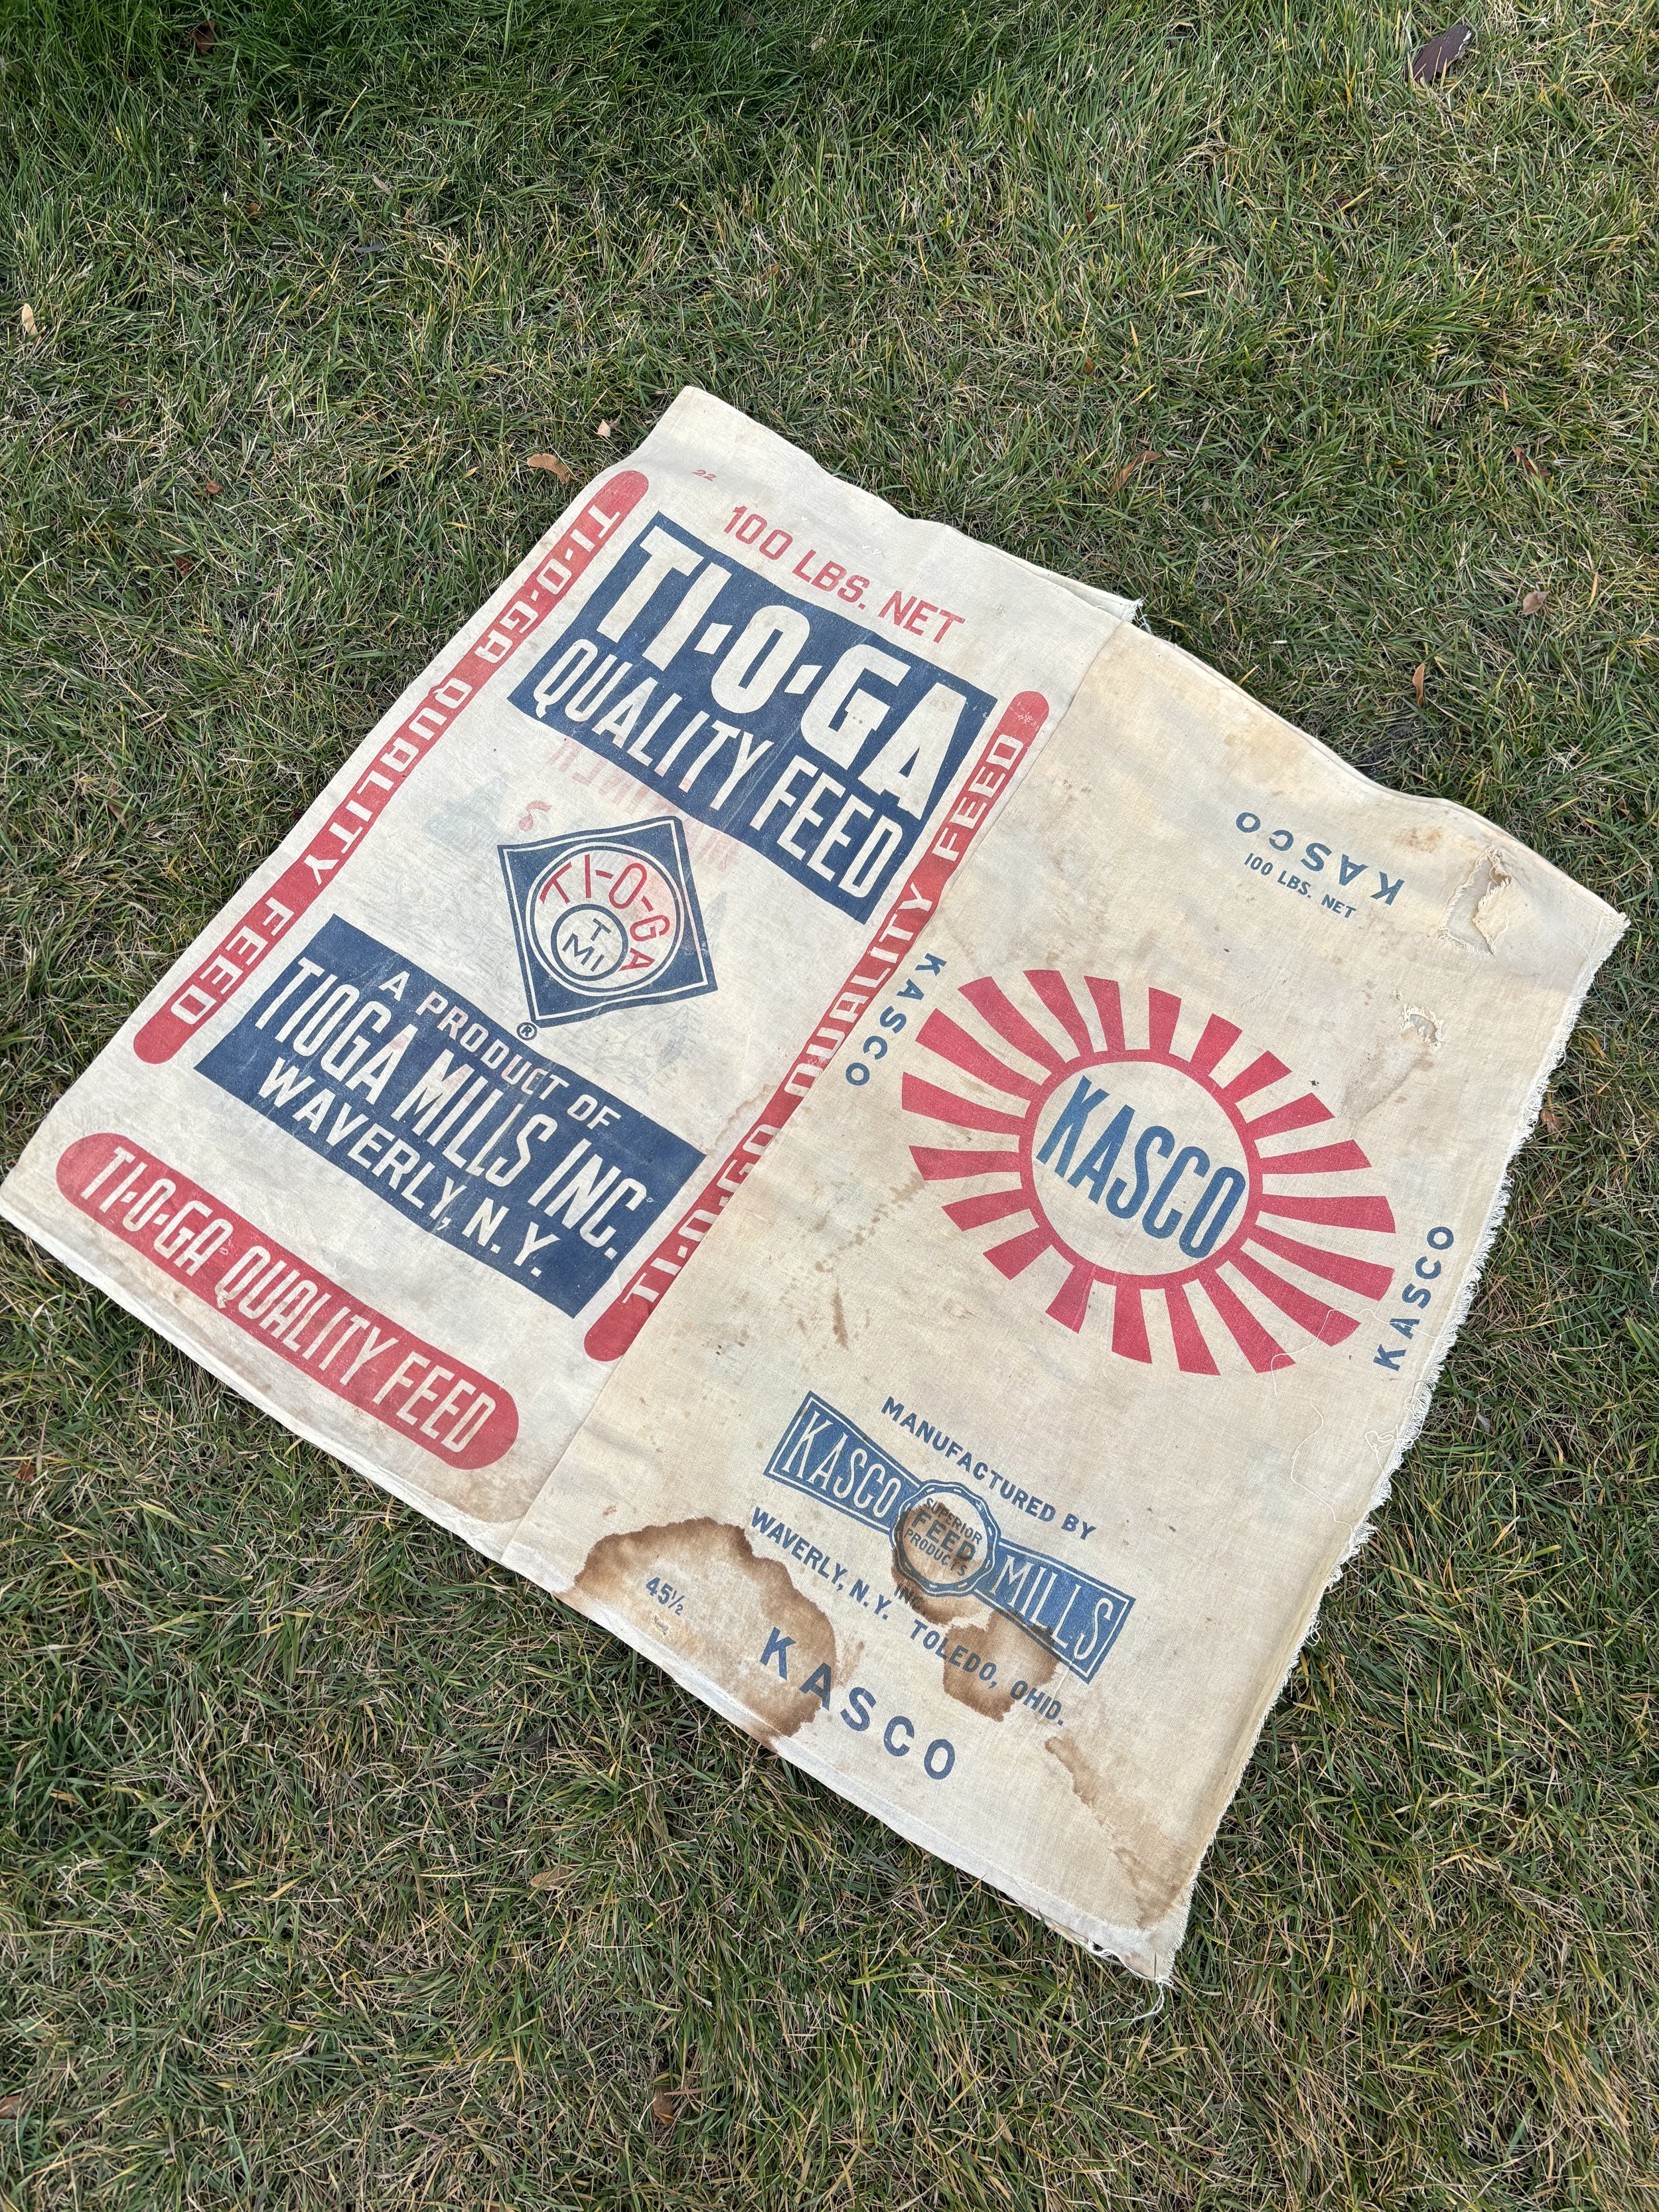 22
100 LBS. NET
TI-O-GA QUALITY FEED
TI·O·GA
QUALITY FEED
TI-O-GA
T
MI
®
A PRODUCT OF
TIOGA MILLS INC.
WAVERLY, N.Y.
TI-O-GA QUALITY FEED
TI-O-GA QUALITY FEED
KASCO
100 LBS. NET
KASCO
KASCO
KASCO
MANUFACTURED BY
KASCO MILLS
SUPERIOR
FEED
PRODUCTS
INC.
WAVERLY, N.Y. TOLEDO, OHIO.
45½
KASCO